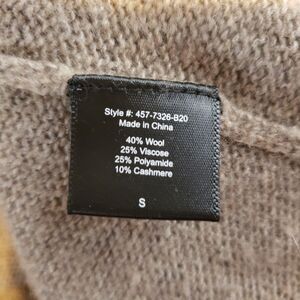 Style #: 457-7326-B20
Made In China
40% Wool
25% Viscose
25% Polyamide
10% Cashmere
S